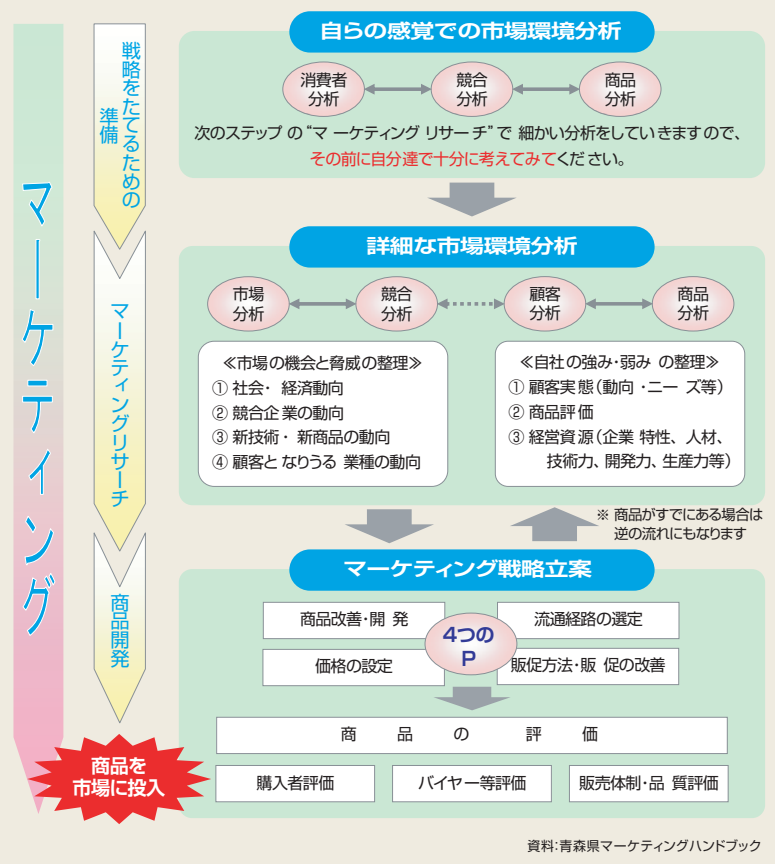 マーケティング
戦略をたてるための
準備
マーケティングリサーチ
商品開発
商品を
市場に投入
自らの感覚での市場環境分析
消費者
分析
競合
分析
商品
分析
次のステップの“マーケティングリサーチ”で細かい分析をしていきますので、
その前に自分達で十分に考えてみてください。
詳細な市場環境分析
市場
分析
競合
分析
顧客
分析
商品
分析
≪市場の機会と脅威の整理≫
① 社会・経済動向
② 競合企業の動向
③ 新技術・新商品の動向
④ 顧客となりうる業種の動向
≪自社の強み・弱みの整理≫
① 顧客実態(動向・ニーズ等)
② 商品評価
③ 経営資源(企業特性、人材、
技術力、開発力、生産力等)
※ 商品がすでにある場合は
逆の流れにもなります
マーケティング戦略立案
商品改善・開発
流通経路の選定
4つの
P
価格の設定
販促方法・販促の改善
商品の評価
購入者評価
バイヤー等評価
販売体制・品質評価
資料:青森県マーケティングハンドブック